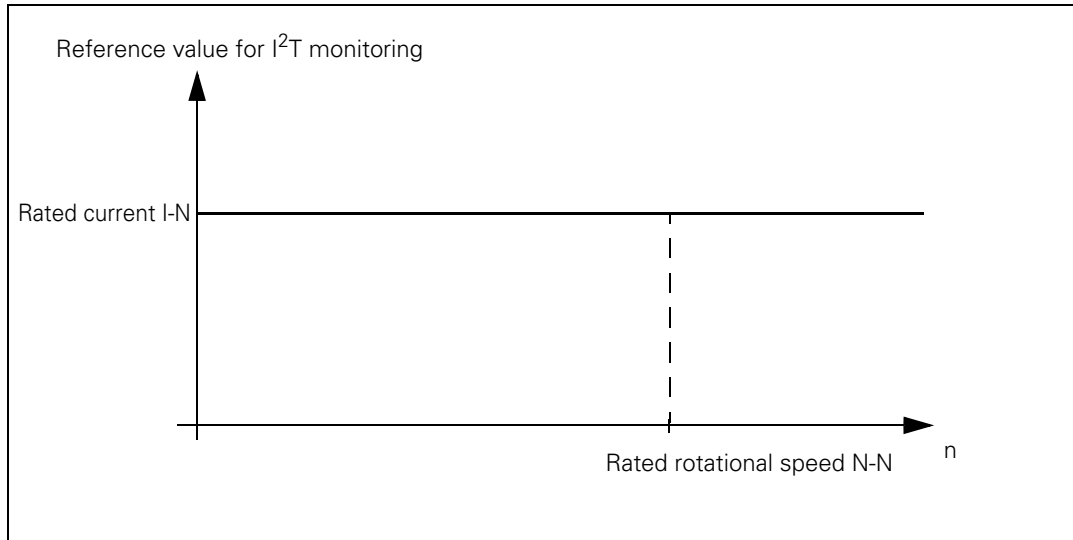 Reference value for I²T monitoring
Rated current I-N
Rated rotational speed N-N
n